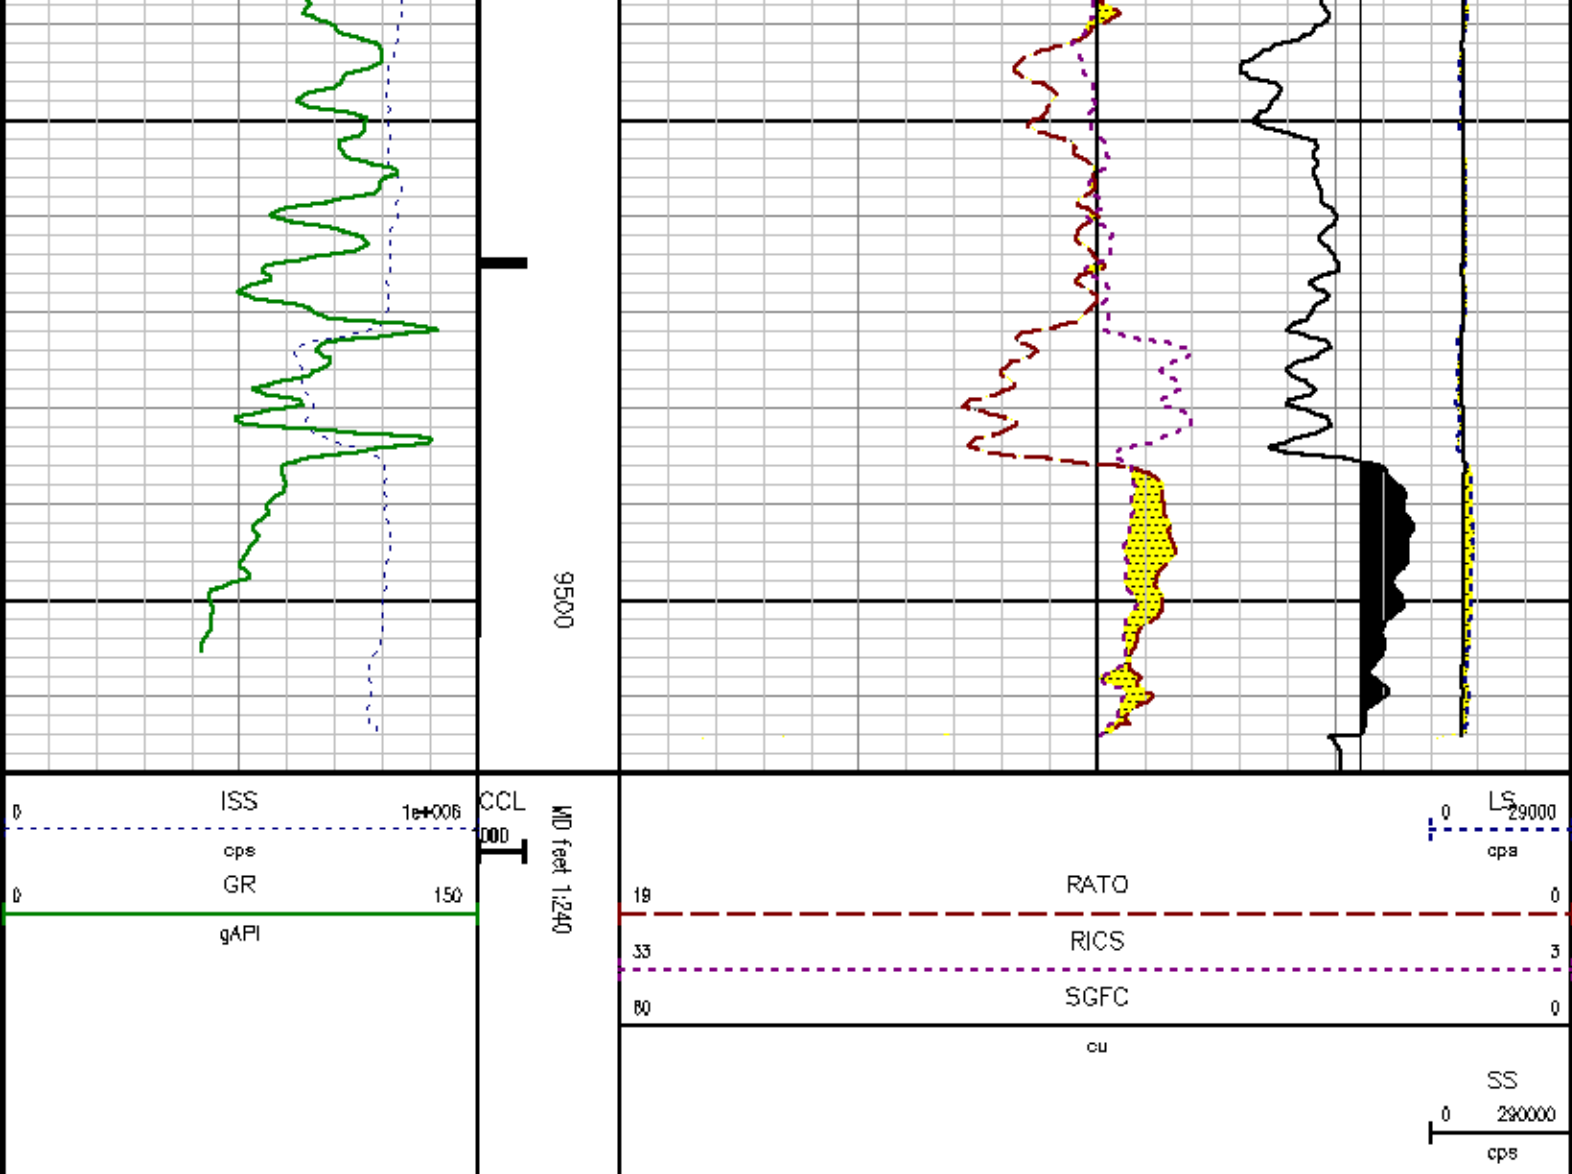 9500
ISS
0 1e+006
cps
GR
0 150
gAPI
CCL
000
MD feet 1:240
LS
0 29000
cps
RATO
19 0
RICS
33 3
SGFC
60 0
cu
SS
0 290000
cps